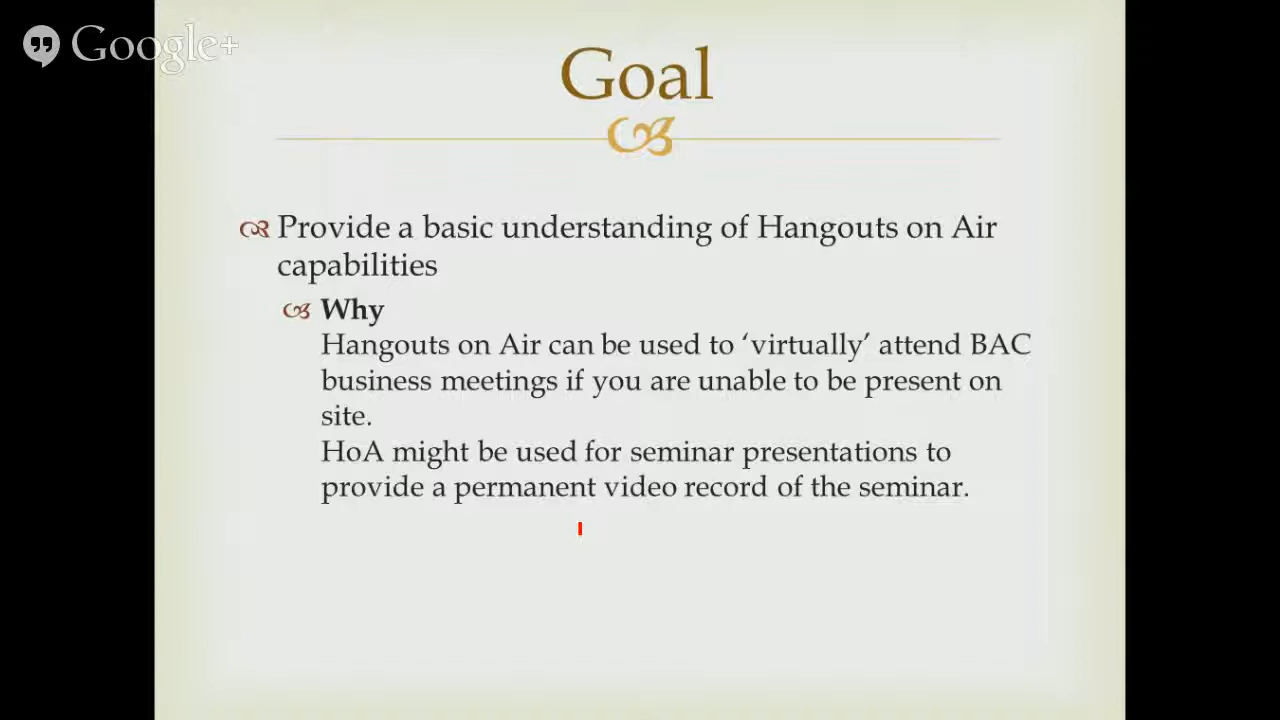 Google+
Goal
Provide a basic understanding of Hangouts on Air
capabilities
Why
Hangouts on Air can be used to ‘virtually’ attend BAC
business meetings if you are unable to be present on
site.
HoA might be used for seminar presentations to
provide a permanent video record of the seminar.